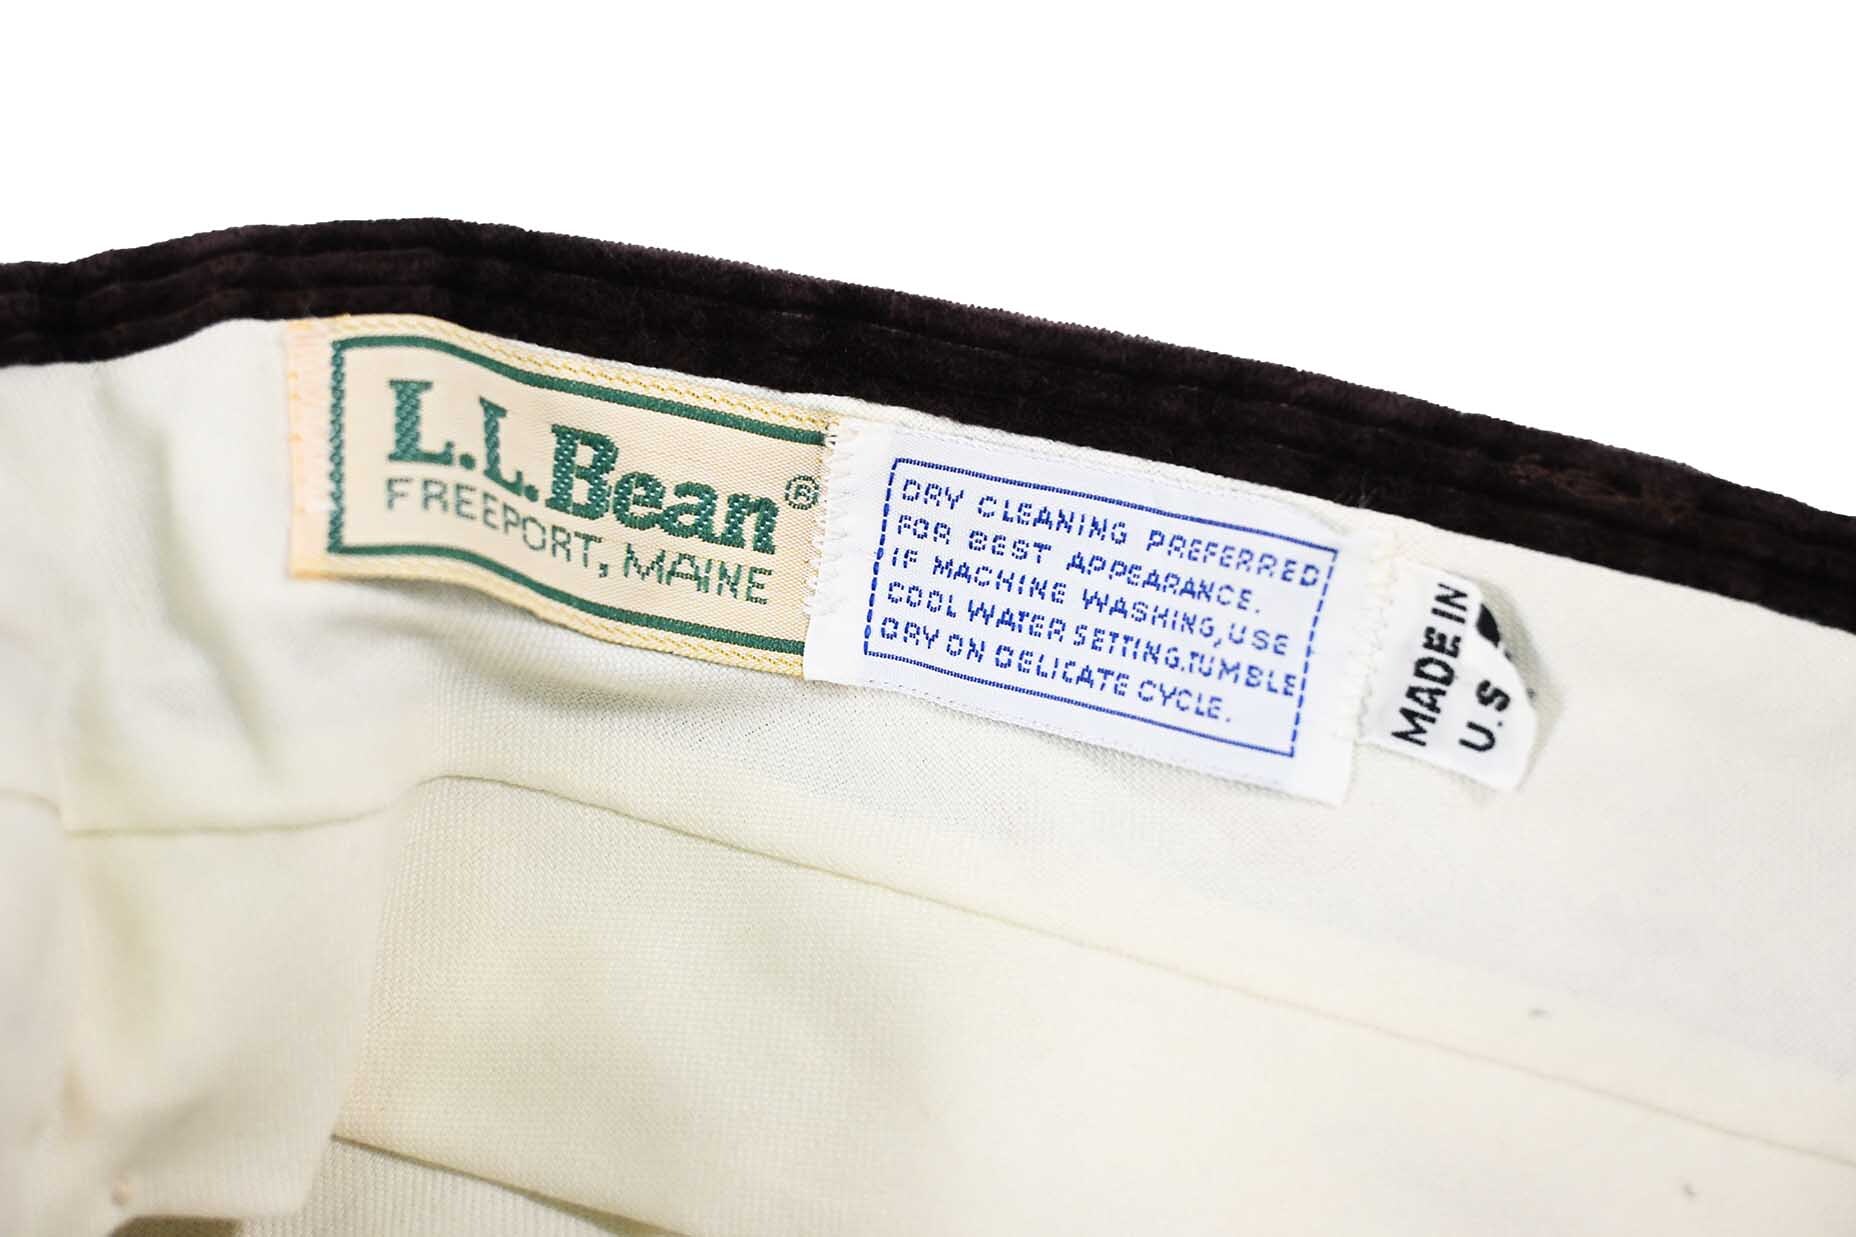 L.L.Bean®
FREEPORT, MAINE
DRY CLEANING PREFERRED
FOR BEST APPEARANCE.
IF MACHINE WASHING, USE
COOL WATER SETTING. TUMBLE
DRY ON DELICATE CYCLE.
MADE IN
U.S